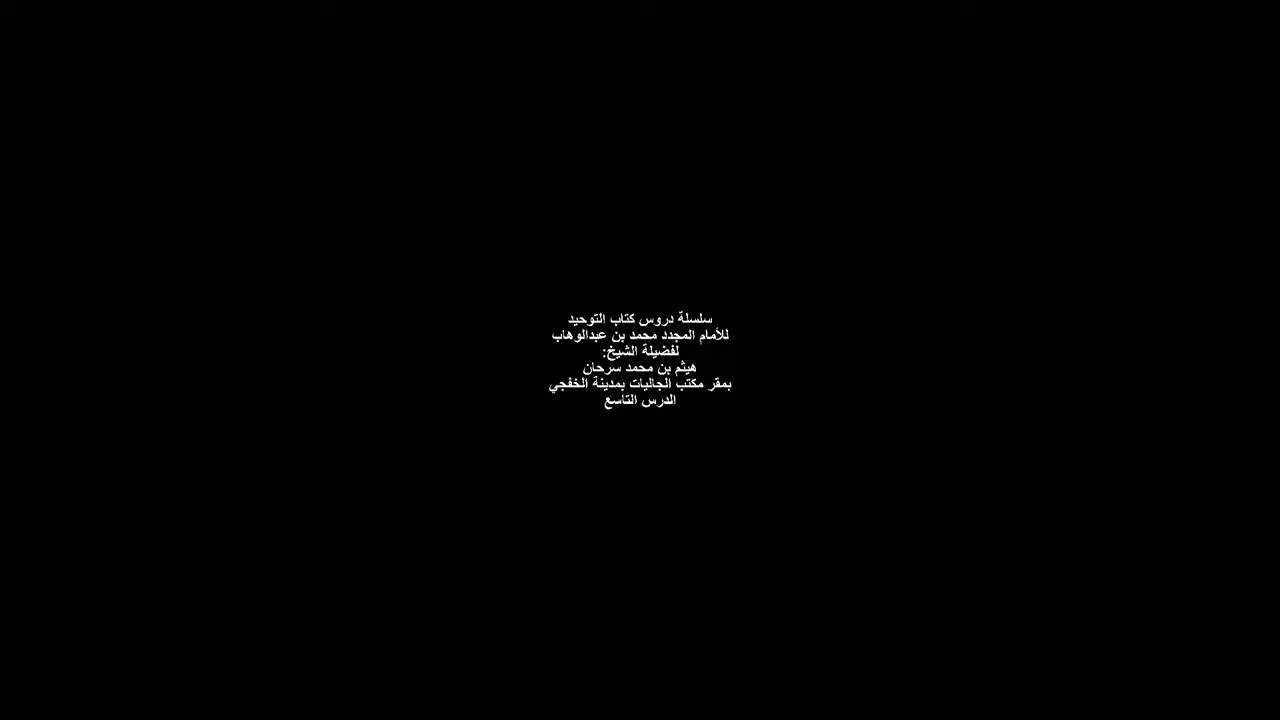 سلسلة دروس كتاب التوحيد
للأمام المجدد محمد بن عبدالوهاب
لفضيلة الشيخ:
هيثم بن محمد سرحان
بمقر مكتب الجاليات بمدينة الخفجي
الدرس التاسع